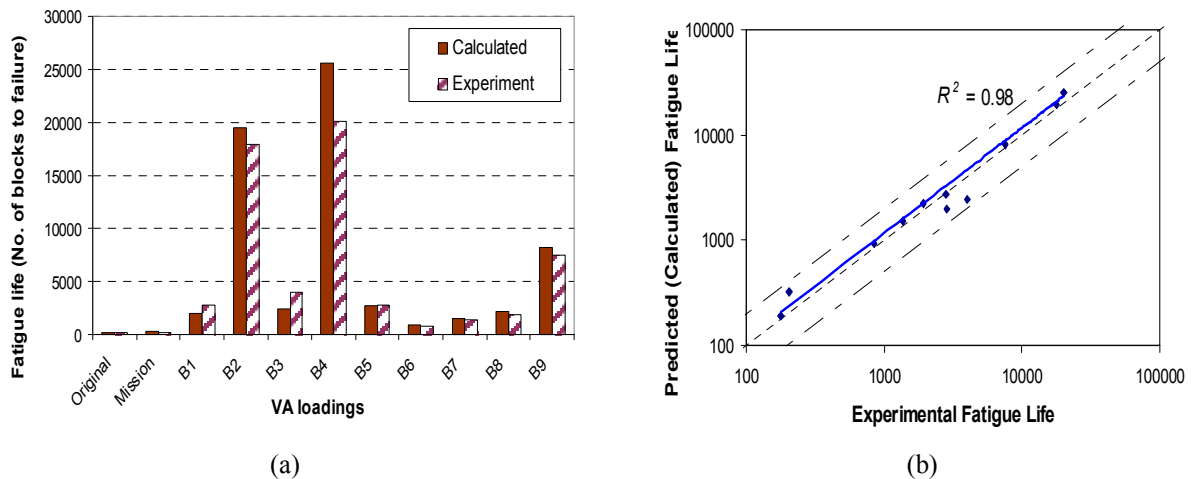 Fatigue life (No. of blocks to failure)
30000
25000
20000
15000
10000
5000
0
Calculated
Experiment
Original
Mission
B1
B2
B3
B4
B5
B6
B7
B8
B9
VA loadings
(a)
Predicted (Calculated) Fatigue Life
100000
10000
1000
100
R² = 0.98
100
1000
10000
100000
Experimental Fatigue Life
(b)